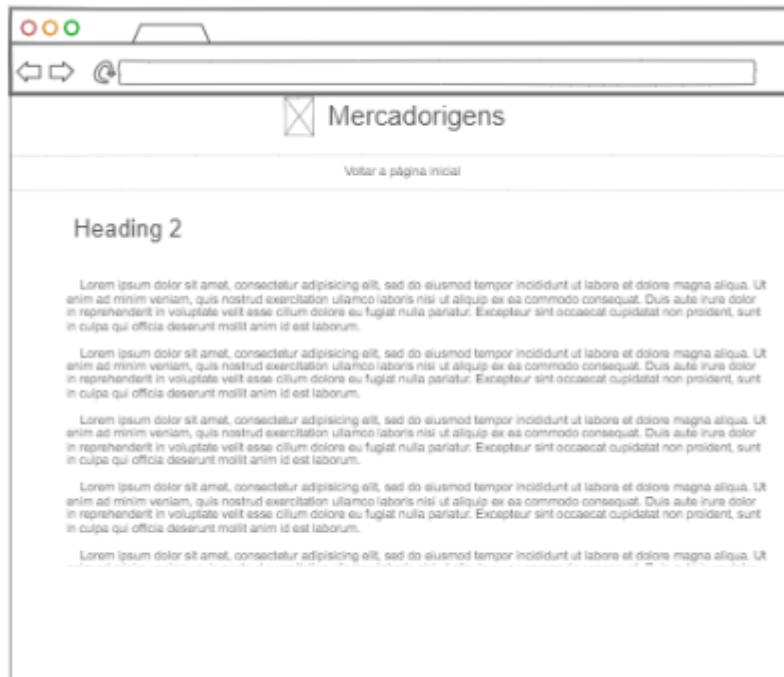 Mercadorigens
Voltar a página inicial
Heading 2
Lorem ipsum dolor sit amet, consectetur adipisicing elit, sed do eiusmod tempor incididunt ut labore et dolore magna aliqua. Ut
enim ad minim veniam, quis nostrud exercitation ullamco laboris nisi ut aliquip ex ea commodo consequat. Duis aute irure dolor
in reprehenderit in voluptate velit esse cillum dolore eu fugiat nulla pariatur. Excepteur sint occaecat cupidatat non proident, sunt
in culpa qui officia deserunt mollit anim id est laborum.
Lorem ipsum dolor sit amet, consectetur adipisicing elit, sed do eiusmod tempor incididunt ut labore et dolore magna aliqua. Ut
enim ad minim veniam, quis nostrud exercitation ullamco laboris nisi ut aliquip ex ea commodo consequat. Duis aute irure dolor
in reprehenderit in voluptate velit esse cillum dolore eu fugiat nulla pariatur. Excepteur sint occaecat cupidatat non proident, sunt
in culpa qui officia deserunt mollit anim id est laborum.
Lorem ipsum dolor sit amet, consectetur adipisicing elit, sed do eiusmod tempor incididunt ut labore et dolore magna aliqua. Ut
enim ad minim veniam, quis nostrud exercitation ullamco laboris nisi ut aliquip ex ea commodo consequat. Duis aute irure dolor
in reprehenderit in voluptate velit esse cillum dolore eu fugiat nulla pariatur. Excepteur sint occaecat cupidatat non proident, sunt
in culpa qui officia deserunt mollit anim id est laborum.
Lorem ipsum dolor sit amet, consectetur adipisicing elit, sed do eiusmod tempor incididunt ut labore et dolore magna aliqua. Ut
enim ad minim veniam, quis nostrud exercitation ullamco laboris nisi ut aliquip ex ea commodo consequat. Duis aute irure dolor
in reprehenderit in voluptate velit esse cillum dolore eu fugiat nulla pariatur. Excepteur sint occaecat cupidatat non proident, sunt
in culpa qui officia deserunt mollit anim id est laborum.
Lorem ipsum dolor sit amet, consectetur adipisicing elit, sed do eiusmod tempor incididunt ut labore et dolore magna aliqua. Ut